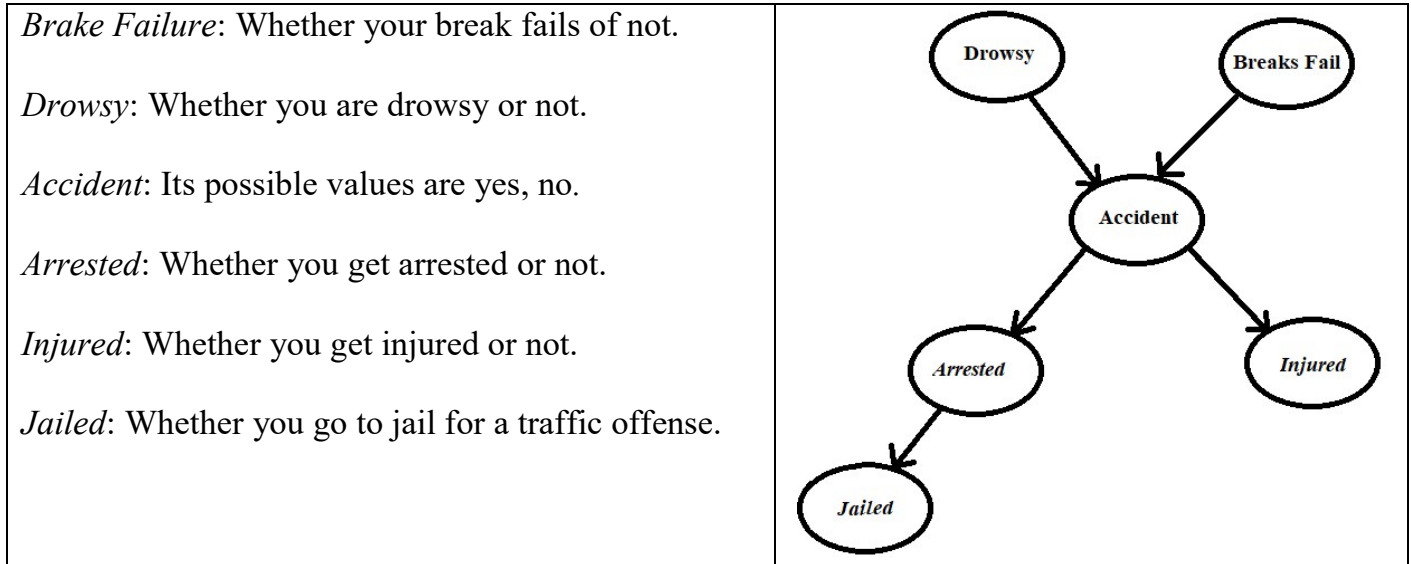 Brake Failure: Whether your break fails of not.
Drowsy: Whether you are drowsy or not.
Accident: Its possible values are yes, no.
Arrested: Whether you get arrested or not.
Injured: Whether you get injured or not.
Jailed: Whether you go to jail for a traffic offense.
Drowsy
Breaks Fail
Accident
Arrested
Injured
Jailed